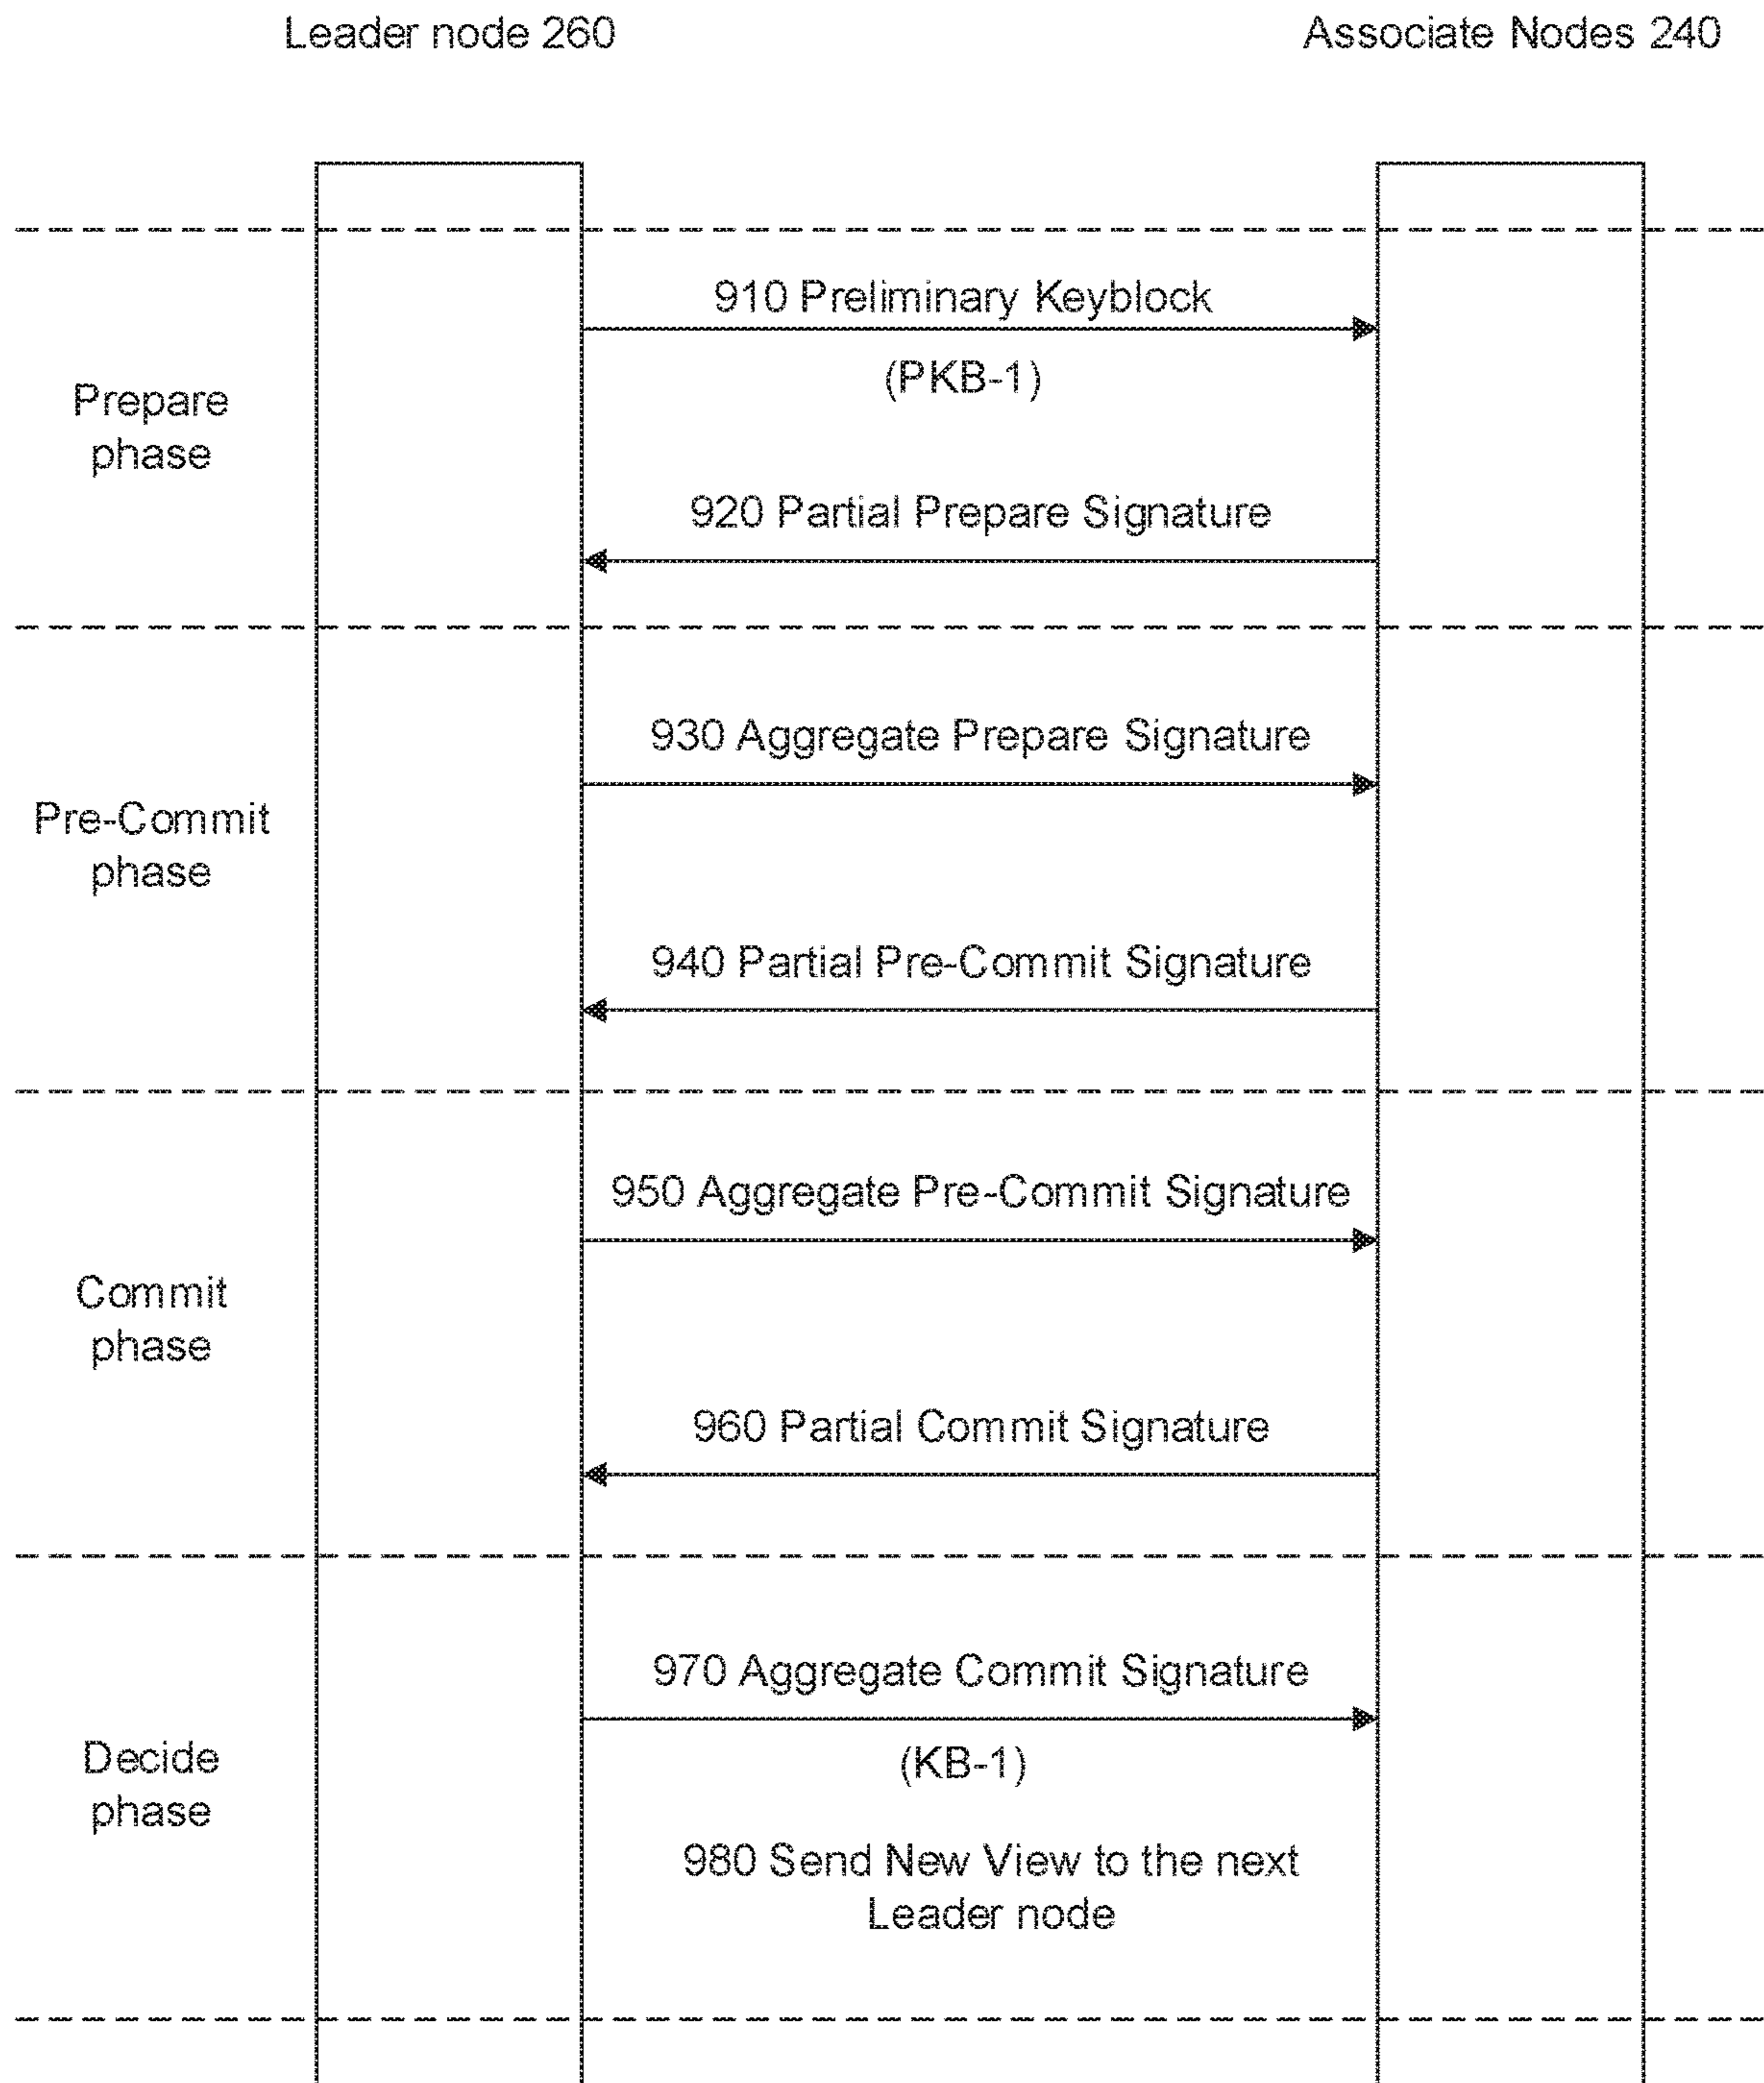 Leader node 260
Associate Nodes 240
910 Preliminary Keyblock
(PKB-1)
Prepare
phase
920 Partial Prepare Signature
930 Aggregate Prepare Signature
Pre-Commit
phase
940 Partial Pre-Commit Signature
950 Aggregate Pre-Commit Signature
Commit
phase
960 Partial Commit Signature
970 Aggregate Commit Signature
(KB-1)
Decide
phase
980 Send New View to the next
Leader node